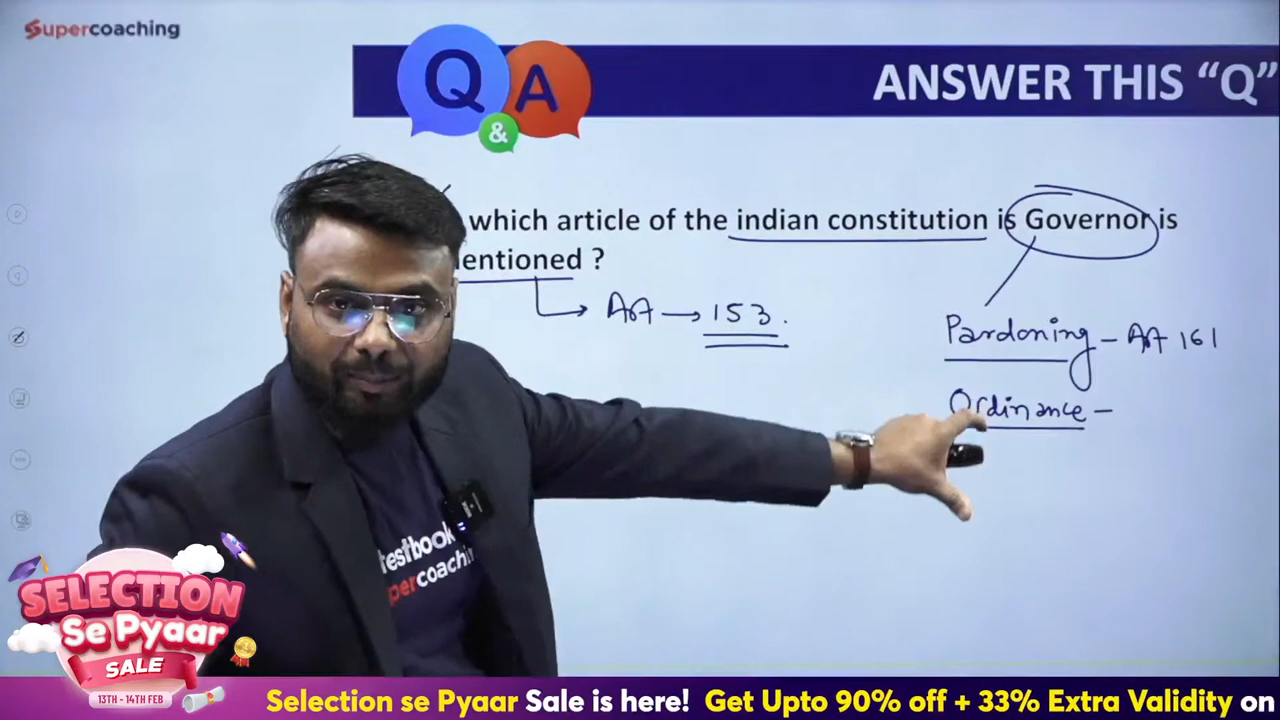 Supercoaching
Q & A
ANSWER THIS “Q”
which article of the indian constitution is Governor is
entioned ?
Art → 153.
Pardoning – Art 161
Ordinance –
testbook
percoachin
SELECTION
Se Pyaar
SALE
13TH - 14TH FEB
Selection se Pyaar Sale is here! Get Upto 90% off + 33% Extra Validity on